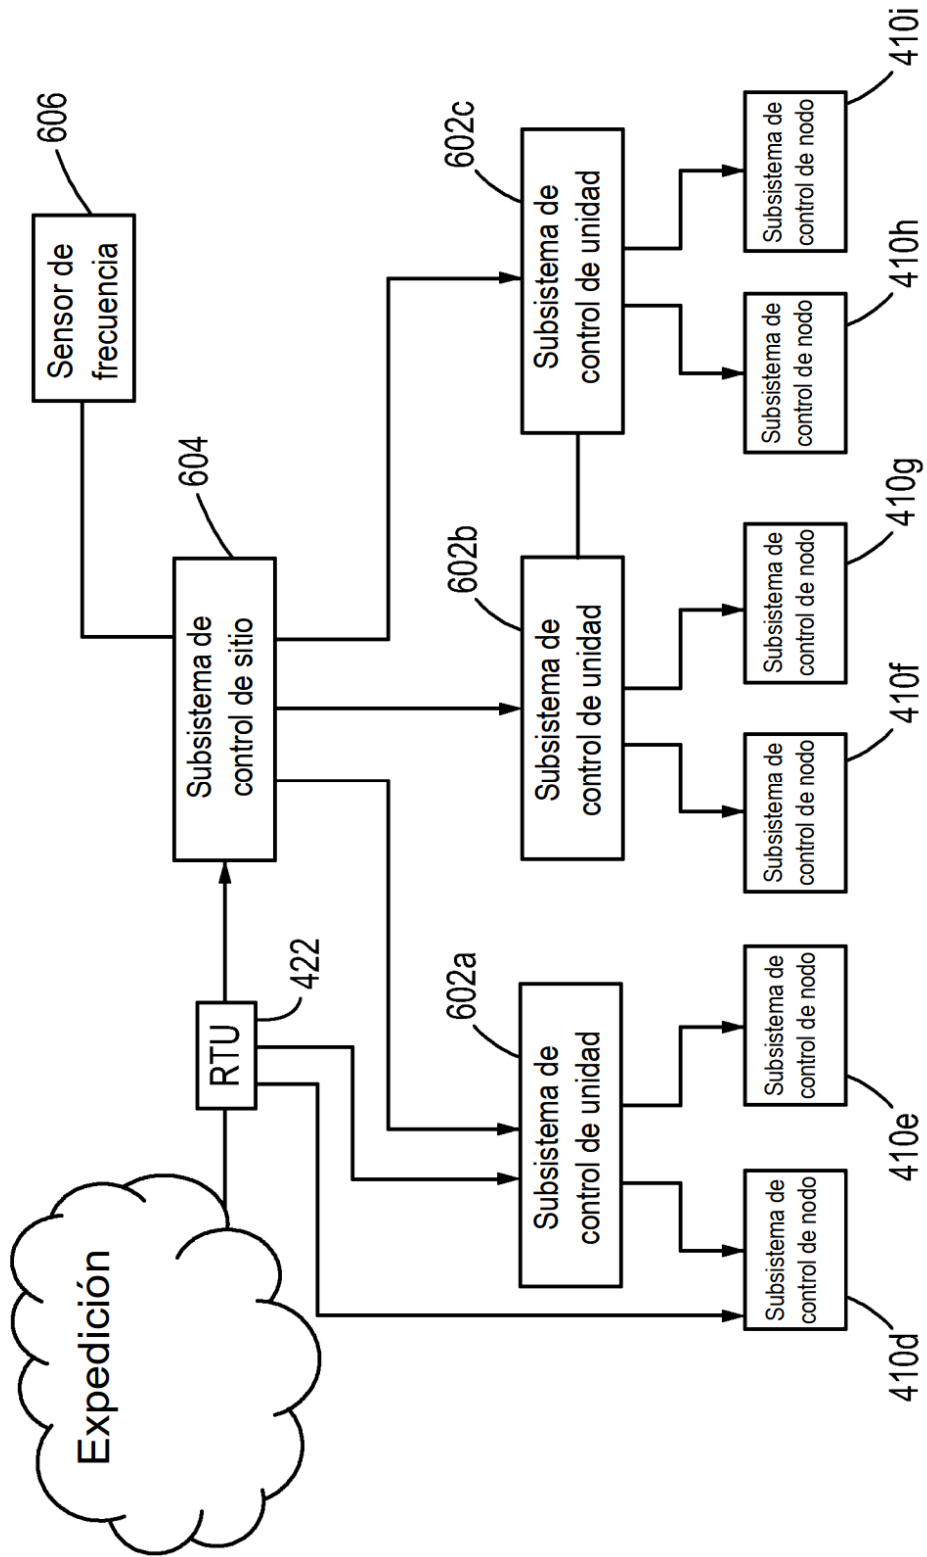 Expedición
RTU
422
Subsistema de
control de sitio
604
Sensor de
frecuencia
606
Subsistema de
control de unidad
602a
Subsistema de
control de unidad
602b
Subsistema de
control de unidad
602c
Subsistema de
control de nodo
410d
Subsistema de
control de nodo
410e
Subsistema de
control de nodo
410f
Subsistema de
control de nodo
410g
Subsistema de
control de nodo
410h
Subsistema de
control de nodo
410i